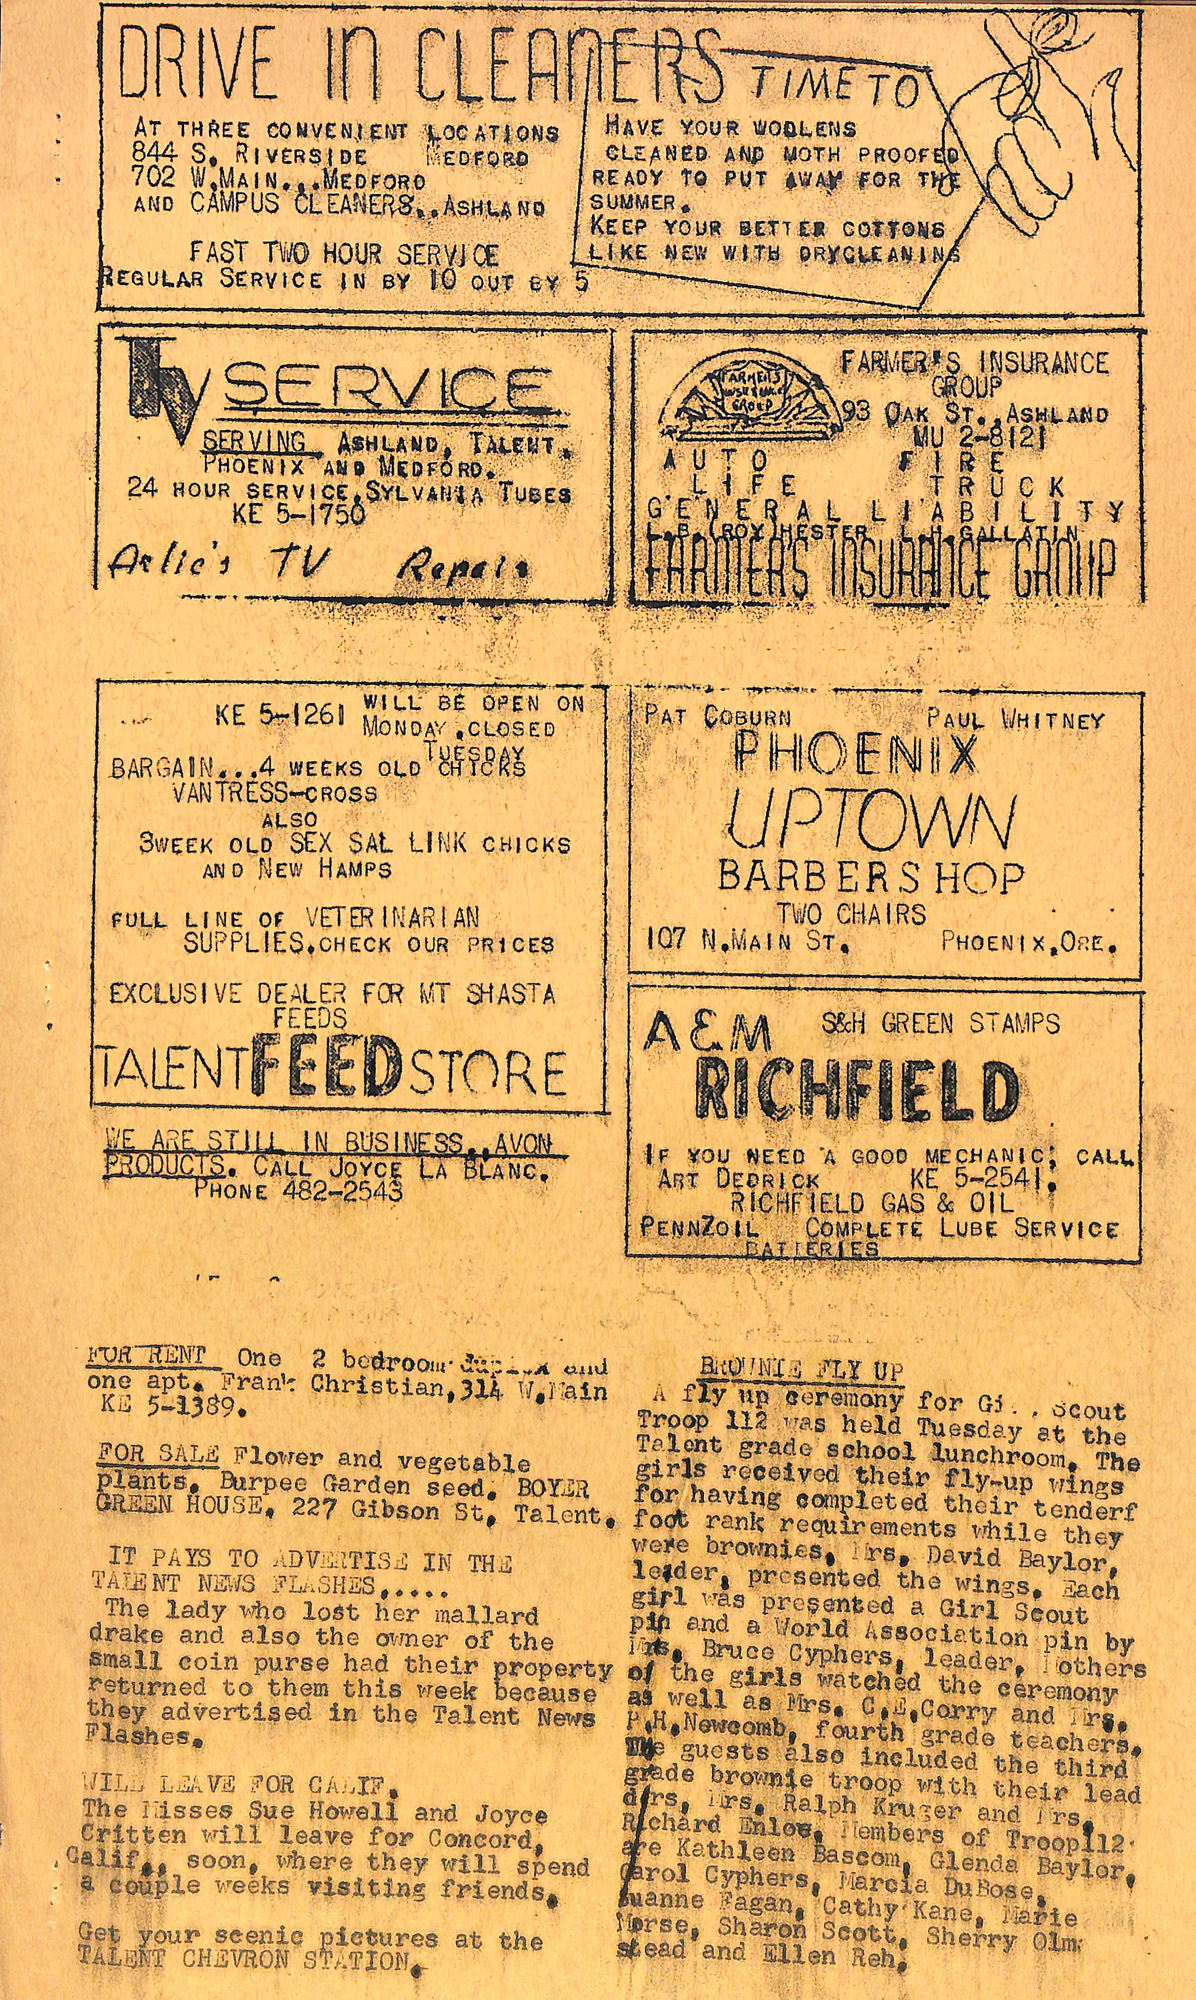 DRIVE IN CLEANERS
AT THREE CONVENIENT LOCATIONS
844 S. RIVERSIDE MEDFORD
702 W.MAIN...MEDFORD
AND CAMPUS CLEANERS..ASHLAND
FAST TWO HOUR SERVICE
REGULAR SERVICE IN BY 10 OUT BY 5
TIME TO
HAVE YOUR WOOLENS
CLEANED AND MOTH PROOFED
READY TO PUT AWAY FOR THE
SUMMER.
KEEP YOUR BETTER COTTONS
LIKE NEW WITH DRYCLEANING
TV SERVICE
SERVING ASHLAND, TALENT,
PHOENIX AND MEDFORD.
24 HOUR SERVICE,SYLVANIA TUBES
KE 5-1750
Arlie's TV Repair
FARMERS
INSURANCE
GROUP
FARMER'S INSURANCE
GROUP
93 OAK ST.,ASHLAND
MU 2-8121
AUTO FIRE
LIFE TRUCK
GENERAL LIABILITY
L.B.(ROY)HESTER L.H.GALLATIN
FARMERS INSURANCE GROUP
KE 5-1261 WILL BE OPEN ON
MONDAY,CLOSED
TUESDAY
BARGAIN...4 WEEKS OLD CHICKS
VANTRESS-CROSS
ALSO
3WEEK OLD SEX SAL LINK CHICKS
AND NEW HAMPS
FULL LINE OF VETERINARIAN
SUPPLIES.CHECK OUR PRICES
EXCLUSIVE DEALER FOR MT SHASTA
FEEDS
TALENT FEED STORE
WE ARE STILL IN BUSINESS..AVON
PRODUCTS. CALL JOYCE LA BLANC.
PHONE 482-2543
PAT COBURN PAUL WHITNEY
PHOENIX
UPTOWN
BARBERSHOP
TWO CHAIRS
107 N.MAIN ST. PHOENIX,ORE.
A&M S&H GREEN STAMPS
RICHFIELD
IF YOU NEED A GOOD MECHANIC, CALL
ART DEDRICK KE 5-2541.
RICHFIELD GAS & OIL
PENNZOIL COMPLETE LUBE SERVICE
BATTERIES
FOR RENT One 2 bedroom duplex and
one apt. Frank Christian,314 W.Main
KE 5-1389.
FOR SALE Flower and vegetable
plants. Burpee Garden seed. BOYER
GREEN HOUSE, 227 Gibson St, Talent.
IT PAYS TO ADVERTISE IN THE
TALENT NEWS FLASHES.....
The lady who lost her mallard
drake and also the owner of the
small coin purse had their property
returned to them this week because
they advertised in the Talent News
Flashes.
WILL LEAVE FOR CALIF.
The Misses Sue Howell and Joyce
Critten will leave for Concord,
Calif., soon, where they will spend
a couple weeks visiting friends.
Get your scenic pictures at the
TALENT CHEVRON STATION.
BROWNIE FLY UP
A fly up ceremony for Gi.. Scout
Troop 112 was held Tuesday at the
Talent grade school lunchroom. The
girls received their fly-up wings
for having completed their tenderf
foot rank requirements while they
were brownies. Mrs. David Baylor,
leader, presented the wings. Each
girl was presented a Girl Scout
pin and a World Association pin by
Mrs. Bruce Cyphers, leader, Mothers
of the girls watched the ceremony
as well as Mrs. C.E.Corry and Mrs.
P.H.Newcomb, fourth grade teachers.
The guests also included the third
grade brownie troop with their lead
ders, Mrs. Ralph Kruger and Mrs.
Richard Enloe. Members of Troop112
are Kathleen Bascom, Glenda Baylor,
Carol Cyphers, Marcia DuBose,
Juanne Fagan, Cathy Kane, Marie
Morse, Sharon Scott, Sherry Olm
stead and Ellen Reh.